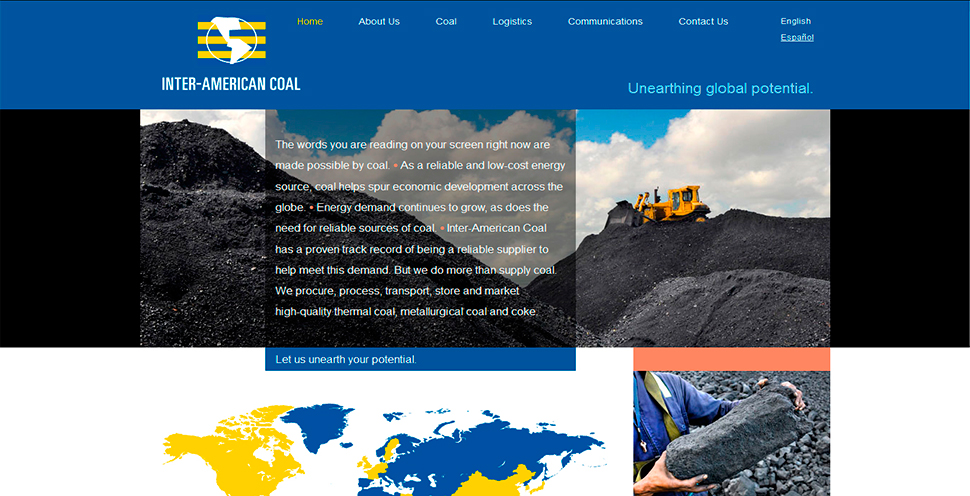 Home About Us Coal Logistics Communications Contact Us English
Español
INTER-AMERICAN COAL
Unearthing global potential.
The words you are reading on your screen right now are
made possible by coal. • As a reliable and low-cost energy
source, coal helps spur economic development across the
globe. • Energy demand continues to grow, as does the
need for reliable sources of coal. • Inter-American Coal
has a proven track record of being a reliable supplier to
help meet this demand. But we do more than supply coal.
We procure, process, transport, store and market
high-quality thermal coal, metallurgical coal and coke.
Let us unearth your potential.